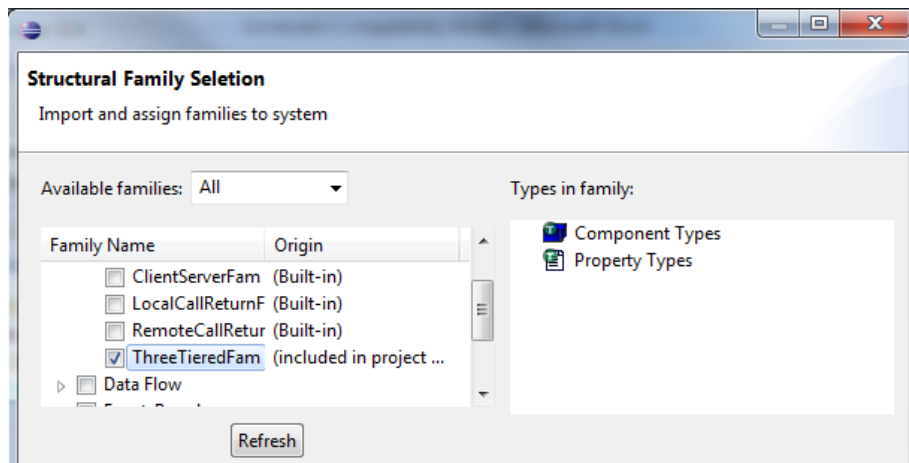 Structural Family Seletion
Import and assign families to system
Available families: All
Types in family:
Family Name Origin
ClientServerFam (Built-in)
LocalCallReturnF (Built-in)
RemoteCallRetur (Built-in)
ThreeTieredFam (included in project ...
Data Flow
Component Types
Property Types
Refresh